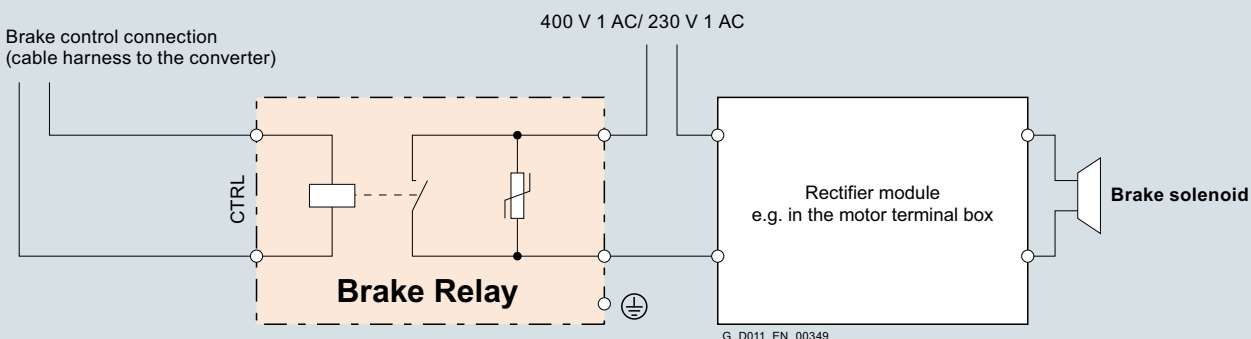 400 V 1 AC/ 230 V 1 AC
Brake control connection
(cable harness to the converter)
CTRL
Rectifier module
e.g. in the motor terminal box
Brake solenoid
Brake Relay
G_D011_EN_00349